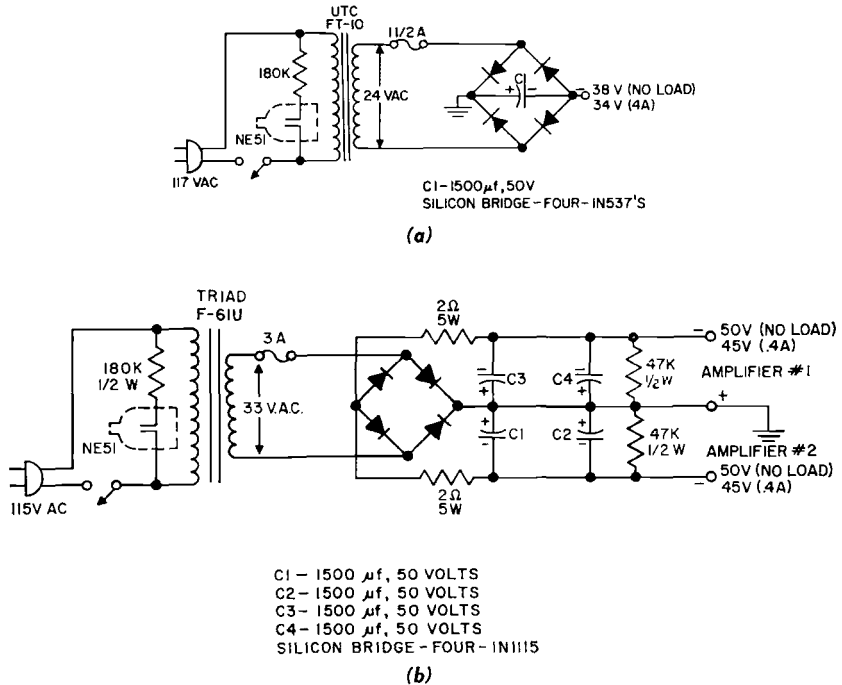 UTC
FT-10
1 1/2 A
180K
24 VAC
+ C1 -
- 38 V (NO LOAD)
34 V (4A)
NE51
117 VAC
C1-1500µf, 50V
SILICON BRIDGE-FOUR-IN537'S
(a)
TRIAD
F-61U
2Ω
5W
- 50V (NO LOAD)
45V (.4A)
3 A
180K
1/2 W
- C3 +
- C4 +
47K
1/2 W
AMPLIFIER #1
33 V.A.C.
+
NE51
+ C1 -
+ C2 -
47K
1/2 W
AMPLIFIER #2
- 50V (NO LOAD)
45V (.4A)
115V AC
2Ω
5W
C1 - 1500 µf, 50 VOLTS
C2 - 1500 µf, 50 VOLTS
C3 - 1500 µf, 50 VOLTS
C4 - 1500 µf, 50 VOLTS
SILICON BRIDGE-FOUR-IN1115
(b)